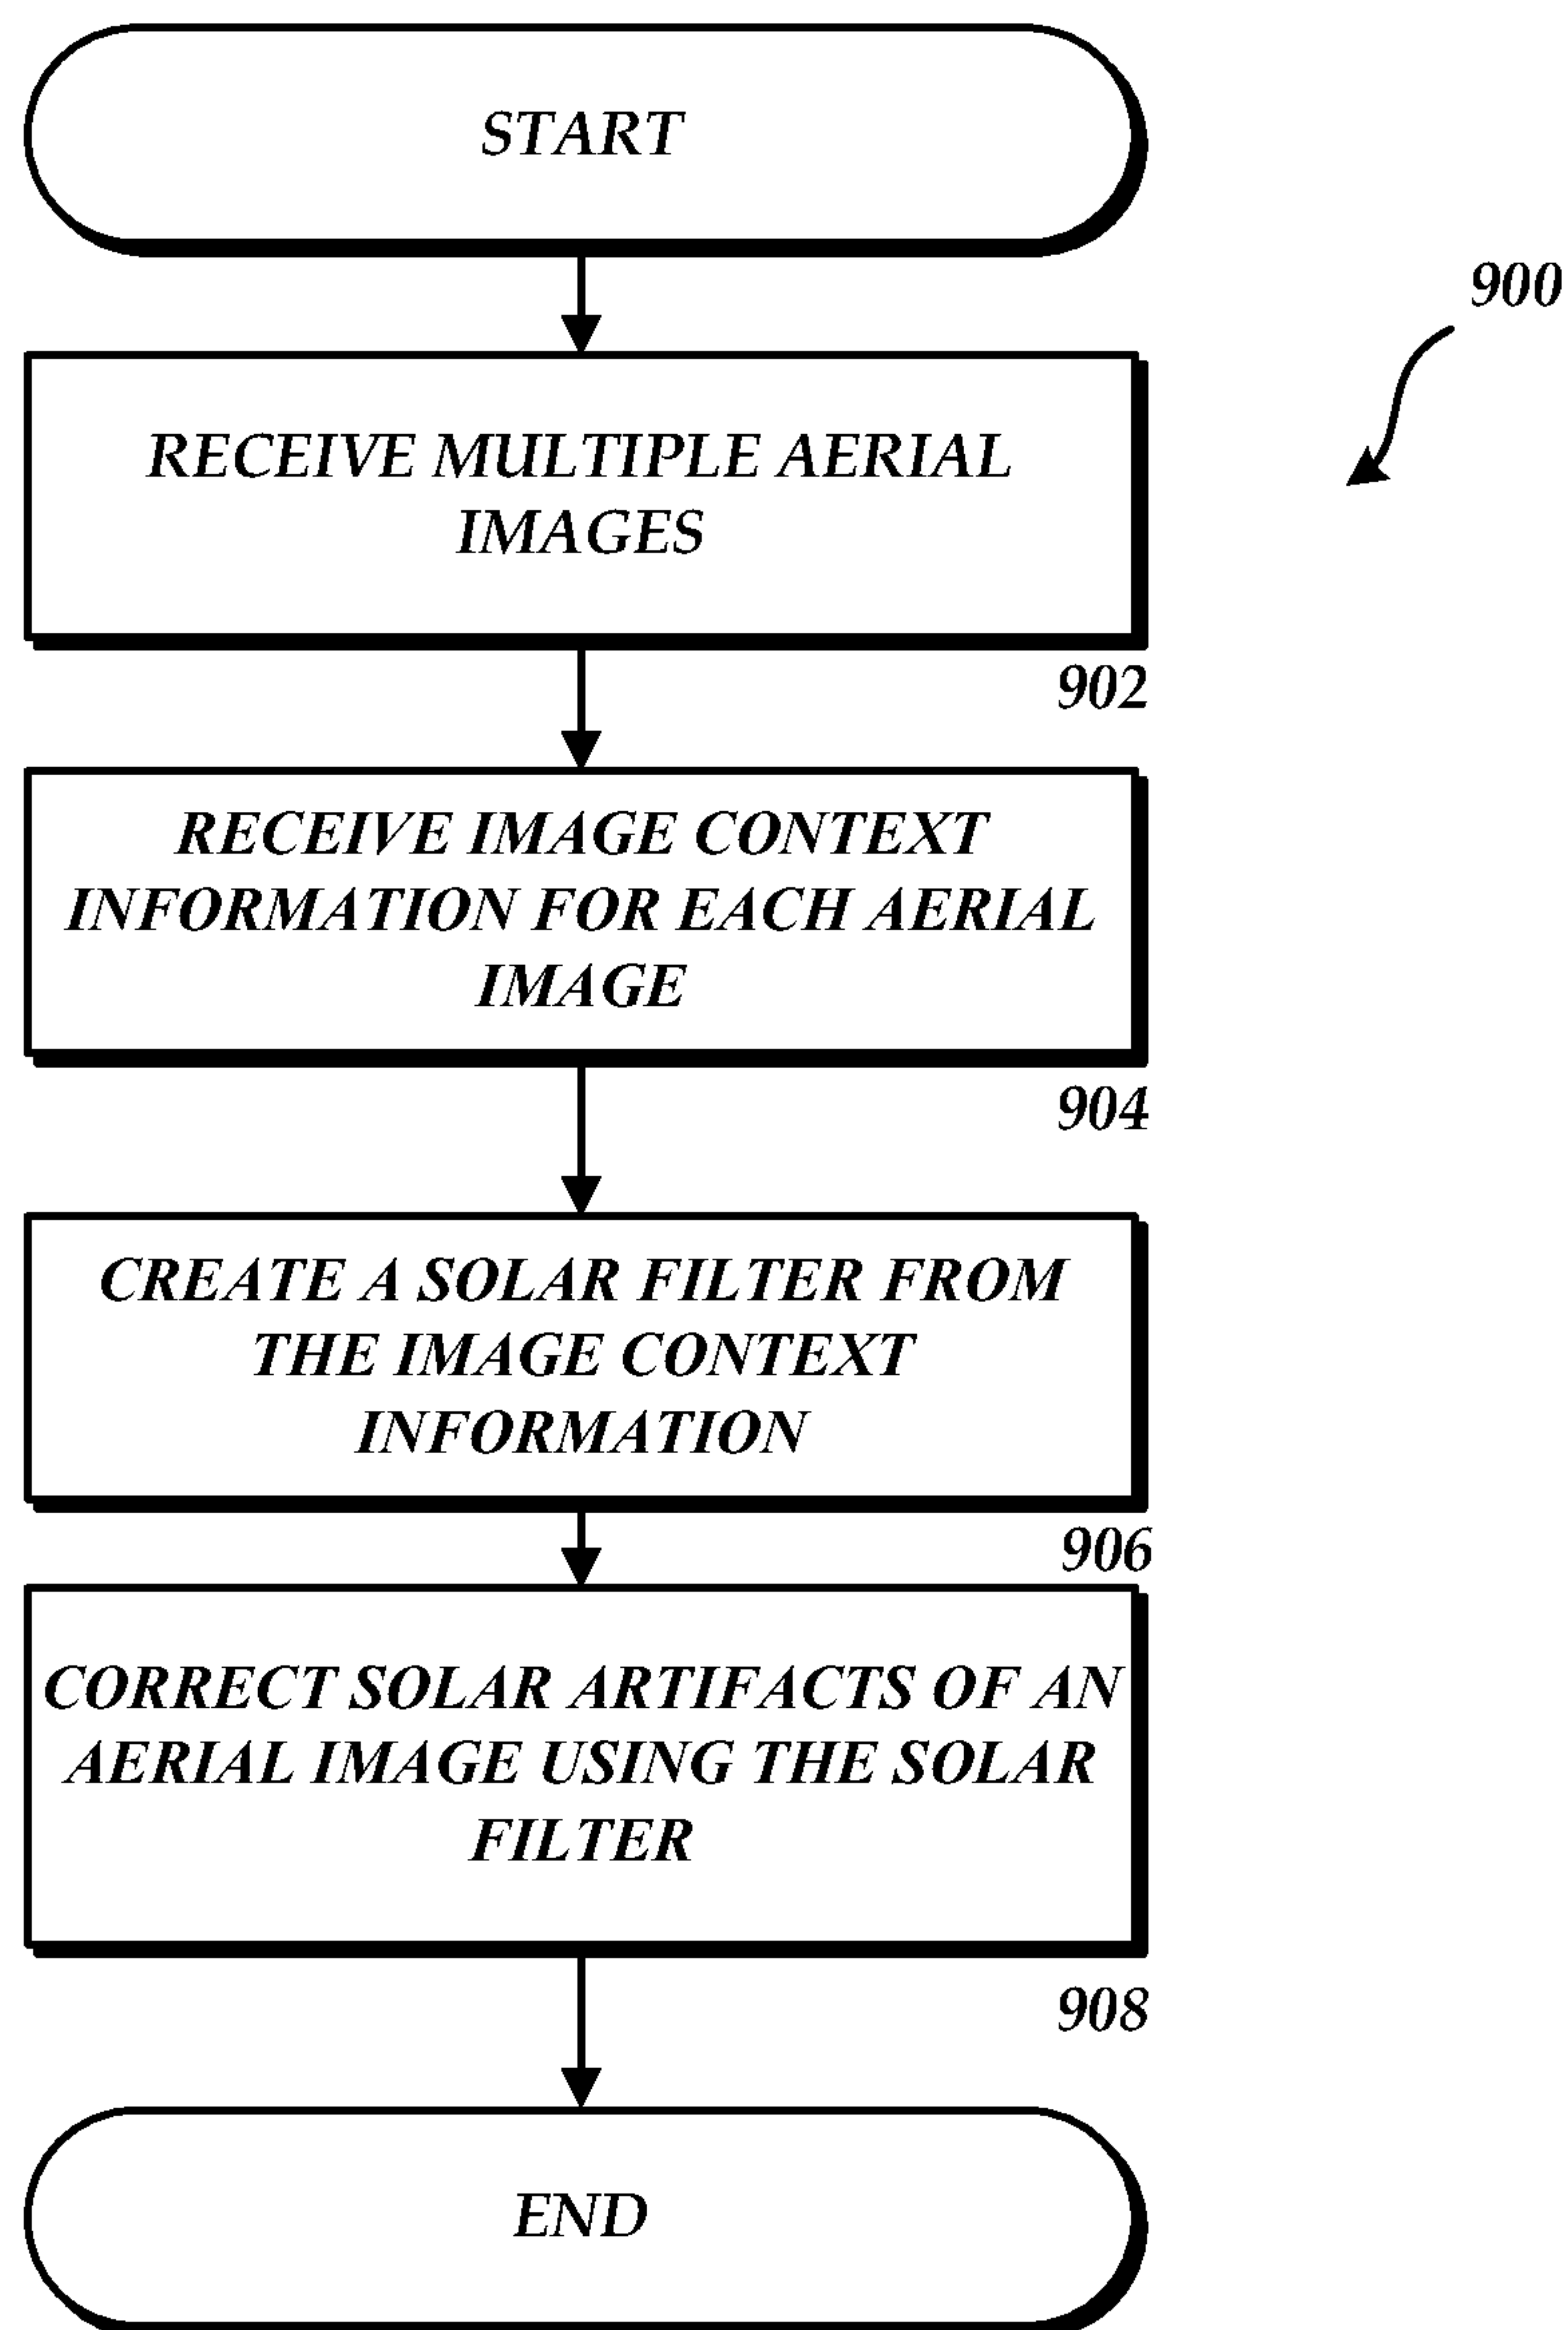 START
900
RECEIVE MULTIPLE AERIAL
IMAGES
902
RECEIVE IMAGE CONTEXT
INFORMATION FOR EACH AERIAL
IMAGE
904
CREATE A SOLAR FILTER FROM
THE IMAGE CONTEXT
INFORMATION
906
CORRECT SOLAR ARTIFACTS OF AN
AERIAL IMAGE USING THE SOLAR
FILTER
908
END